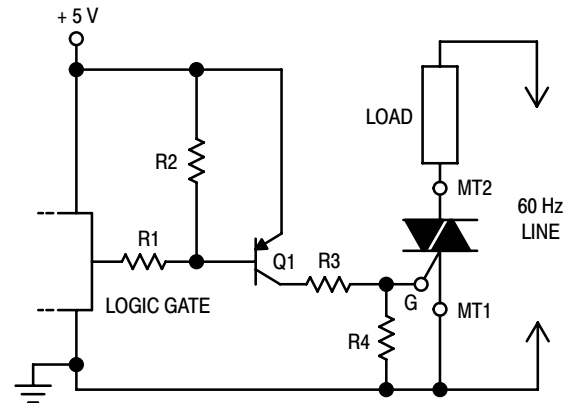 + 5 V
LOAD
R2
MT2
60 Hz
LINE
R1
Q1
R3
LOGIC GATE
G
MT1
R4